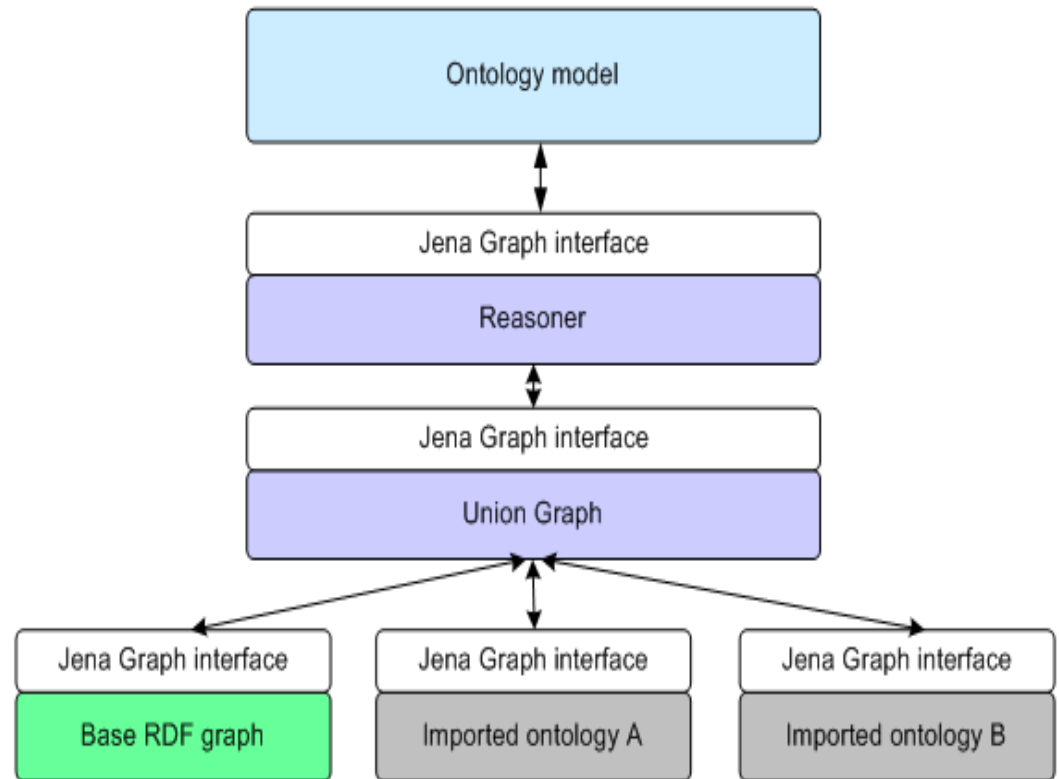 Ontology model
Jena Graph interface
Reasoner
Jena Graph interface
Union Graph
Jena Graph interface
Jena Graph interface
Jena Graph interface
Base RDF graph
Imported ontology A
Imported ontology B